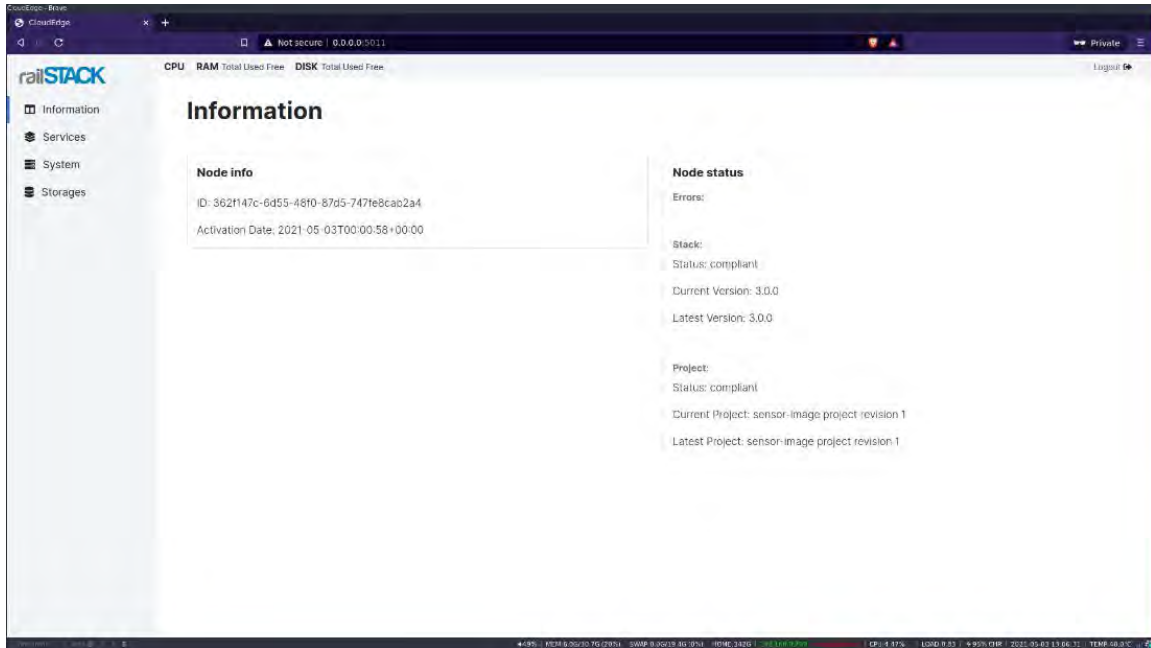 CloudEdge - Brave
CloudEdge
Not secure | 0.0.0.0:5011
Private
railSTACK
CPU RAM Total Used Free DISK Total Used Free
Logout
Information
Services
System
Storages
Information
Node info
ID: 362f147c-6d55-48f0-87d5-747fe8cab2a4
Activation Date: 2021-05-03T00:00:58+00:00
Node status
Errors:
Stack:
Status: compliant
Current Version: 3.0.0
Latest Version: 3.0.0
Project:
Status: compliant
Current Project: sensor-image project revision 1
Latest Project: sensor-image project revision 1